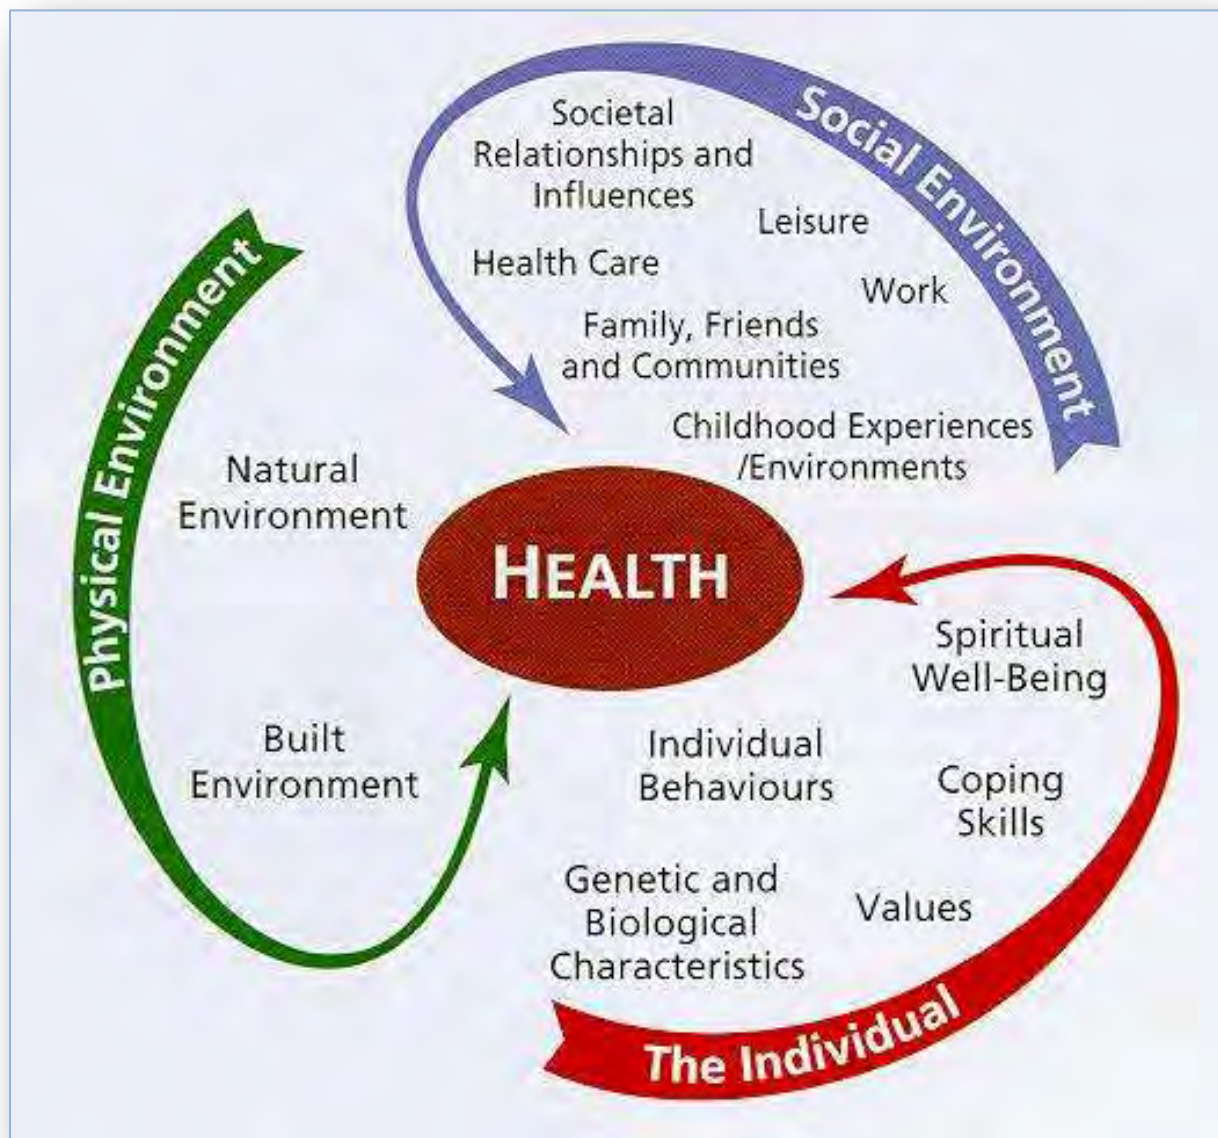 Social Environment
Societal
Relationships and
Influences
Leisure
Health Care
Work
Family, Friends
and Communities
Childhood Experiences
/Environments
Physical Environment
Natural
Environment
Built
Environment
HEALTH
Spiritual
Well-Being
Individual
Behaviours
Coping
Skills
Genetic and
Biological
Characteristics
Values
The Individual